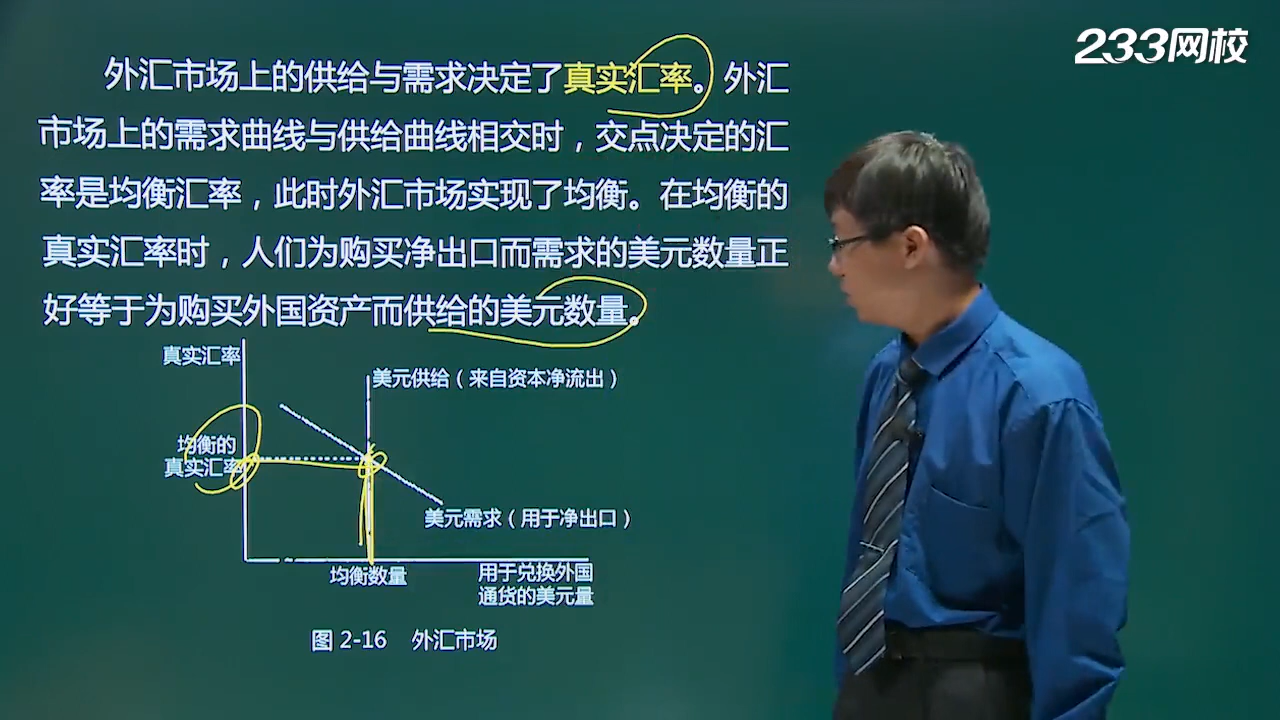 233网校
外汇市场上的供给与需求决定了真实汇率。外汇
市场上的需求曲线与供给曲线相交时，交点决定的汇
率是均衡汇率，此时外汇市场实现了均衡。在均衡的
真实汇率时，人们为购买净出口而需求的美元数量正
好等于为购买外国资产而供给的美元数量。
真实汇率
美元供给（来自资本净流出）
均衡的
真实汇率
美元需求（用于净出口）
均衡数量
用于兑换外国
通货的美元量
图 2-16 外汇市场